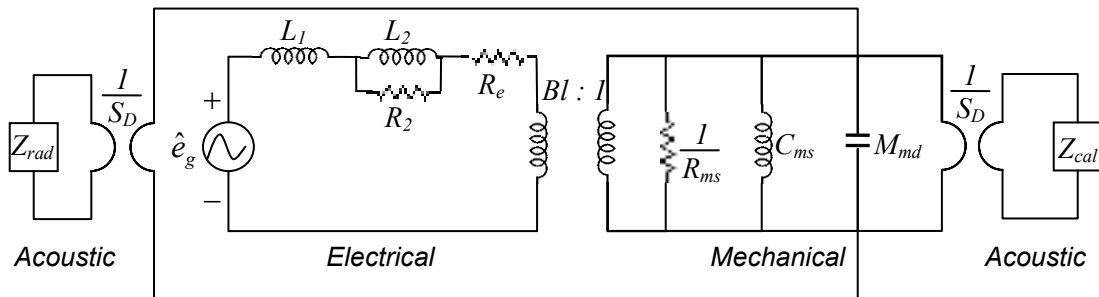 L1 L2
1/SD
+
Re
R2
Bl : 1
1/SD
Zrad
êg
1/Rms
Cms
Mmd
Zcal
−
Acoustic Electrical Mechanical Acoustic